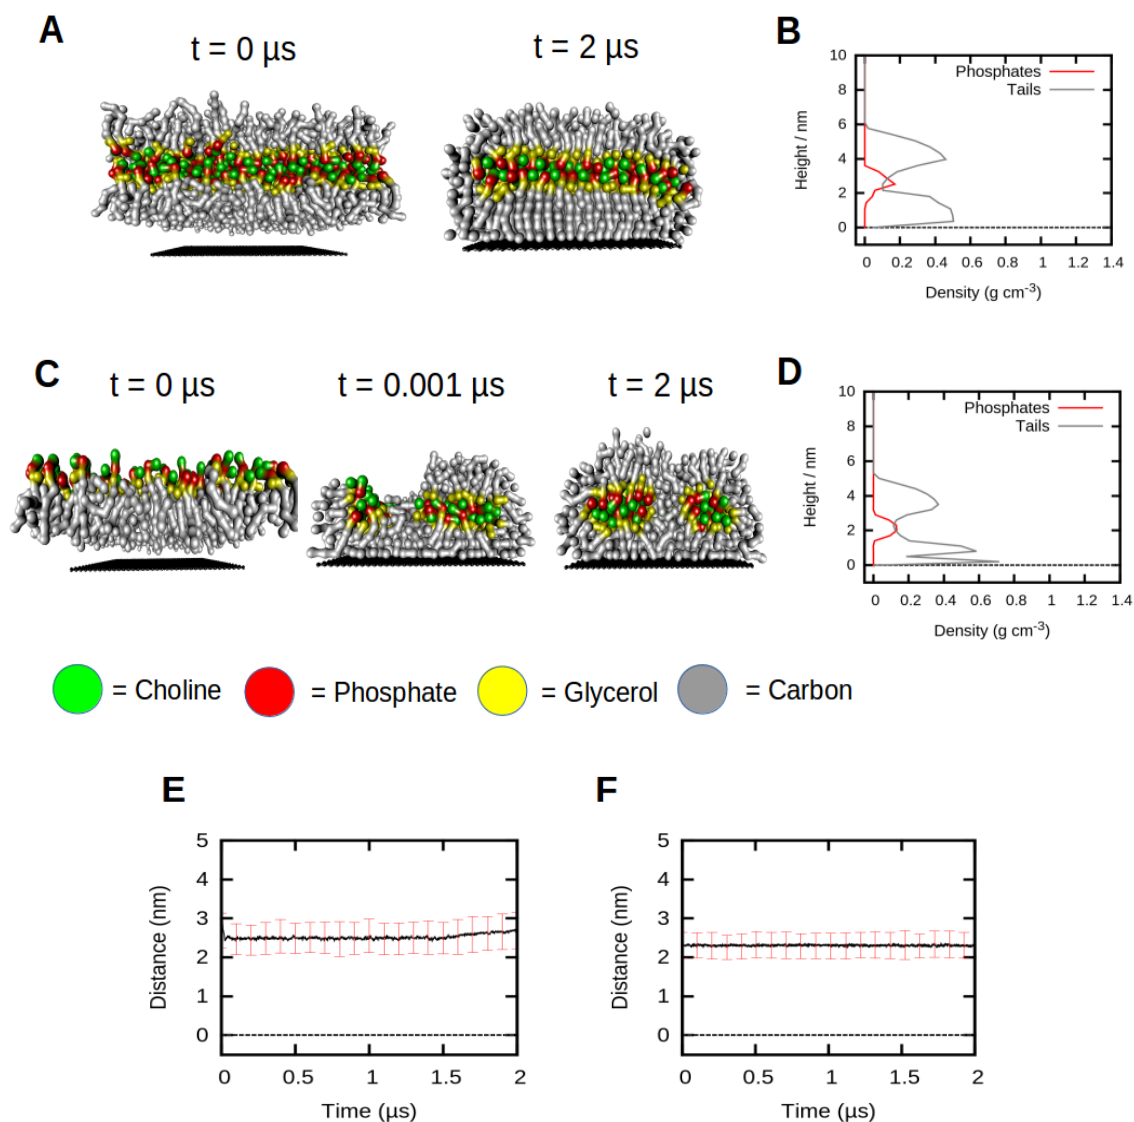 A
t = 0 µs
t = 2 µs
B
10
8
6
4
2
0
Height / nm
Phosphates
Tails
0 0.2 0.4 0.6 0.8 1 1.2 1.4
Density (g cm-3)
C
t = 0 µs
t = 0.001 µs
t = 2 µs
D
10
8
6
4
2
0
Height / nm
Phosphates
Tails
0 0.2 0.4 0.6 0.8 1 1.2 1.4
Density (g cm-3)
= Choline
= Phosphate
= Glycerol
= Carbon
E
5
4
3
2
1
0
Distance (nm)
0 0.5 1 1.5 2
Time (µs)
F
5
4
3
2
1
0
Distance (nm)
0 0.5 1 1.5 2
Time (µs)